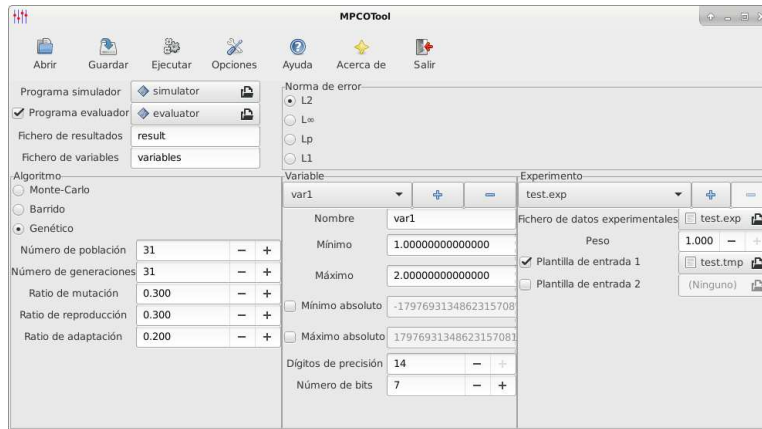 MPCOTool
Abrir Guardar Ejecutar Opciones Ayuda Acerca de Salir
Programa simulador simulator
Programa evaluador evaluator
Fichero de resultados result
Fichero de variables variables
Norma de error
L2
L∞
Lp
L1
Algoritmo
Monte-Carlo
Barrido
Genético
Número de población 31 − +
Número de generaciones 31 − +
Ratio de mutación 0.300 − +
Ratio de reproducción 0.300 − +
Ratio de adaptación 0.200 − +
Variable
var1
Nombre var1
Mínimo 1.00000000000000
Máximo 2.00000000000000
Mínimo absoluto -1797693134862315708
Máximo absoluto 17976931348623157081
Dígitos de precisión 14 − +
Número de bits 7 − +
Experimento
test.exp
Fichero de datos experimentales test.exp
Peso 1.000 − +
Plantilla de entrada 1 test.tmp
Plantilla de entrada 2 (Ninguno)